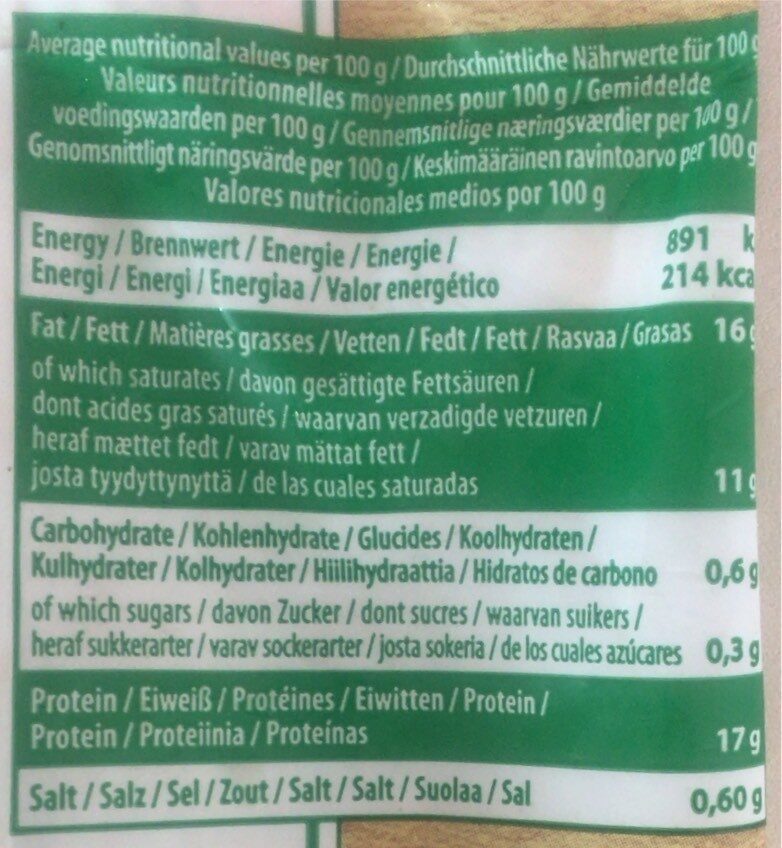 Average nutritional values per 100 g / Durchschnittliche Nährwerte für 100 g
Valeurs nutritionnelles moyennes pour 100 g / Gemiddelde
voedingswaarden per 100 g / Gennemsnitlige næringsværdier per 100 g /
Genomsnittligt näringsvärde per 100 g / Keskimääräinen ravintoarvo per 100 g
Valores nutricionales medios por 100 g
Energy / Brennwert / Energie / Energie / 891 k
Energi / Energi / Energiaa / Valor energético 214 kca
Fat / Fett / Matières grasses / Vetten / Fedt / Fett / Rasvaa / Grasas 16 g
of which saturates / davon gesättigte Fettsäuren /
dont acides gras saturés / waarvan verzadigde vetzuren /
heraf mættet fedt / varav mättat fett /
josta tyydyttynyttä / de las cuales saturadas 11 g
Carbohydrate / Kohlenhydrate / Glucides / Koolhydraten /
Kulhydrater / Kolhydrater / Hiilihydraattia / Hidratos de carbono 0,6 g
of which sugars / davon Zucker / dont sucres / waarvan suikers /
heraf sukkerarter / varav sockerarter / josta sokeria / de los cuales azúcares 0,3 g
Protein / Eiweiß / Protéines / Eiwitten / Protein /
Protein / Proteiinia / Proteínas 17 g
Salt / Salz / Sel / Zout / Salt / Salt / Suolaa / Sal 0,60 g